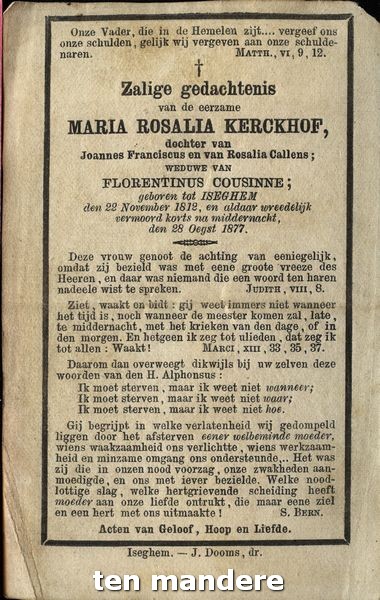 Onze Vader, die in de Hemelen zijt.... vergeef ons
onze schulden, gelijk wij vergeven aan onze schulde-
naren. MATTH., VI, 9, 12.
†
Zalige gedachtenis
van de eerzame
MARIA ROSALIA KERCKHOF,
dochter van
Joannes Franciscus en van Rosalia Callens;
WEDUWE VAN
FLORENTINUS COUSINNE;
geboren tot ISEGHEM
den 22 November 1812, en aldaar wreedelijk
vermoord korts na middernacht,
den 28 Oegst 1877.
Deze vrouw genoot de achting van eeniegelijk,
omdat zij bezield was met eene groote vreeze des
Heeren, en daar was niemand die een woord ten haren
nadeele wist te spreken. JUDITH, VIII, 8.
Ziet, waakt en bidt: gij weet immers niet wanneer
het tijd is, noch wanneer de meester komen zal, late,
te middernacht, met het krieken van den dage, of in
den morgen. En hetgeen ik zeg tot ulieden, dat zeg ik
tot allen: Waakt! MARCI, XIII, 33, 35, 37.
Daarom dan overweegt dikwijls bij uw zelven deze
woorden van den H. Alphonsus:
Ik moet sterven, maar ik weet niet wanneer;
Ik moet sterven, maar ik weet niet waar;
Ik moet sterven, maar ik weet niet hoe.
Gij begrijpt in welke verlatenheid wij gedompeld
liggen door het afsterven eener welbeminde moeder,
wiens waakzaamheid ons verlichtte, wiens werkzaam-
heid en minzame omgang ons ondersteunde,.. Het was
zij die in onzen nood voorzag, onze zwakheden aan-
moedigde, en ons met iever bezielde. Welke nood-
lottige slag, welke hertgrievende scheiding heeft
moeder aan onze liefde ontrukt, die maar eene ziel
en een hert met ons uitmaakte! S. BERN.
Acten van Geloof, Hoop en Liefde.
Iseghem. — J. Dooms, dr.
ten mandere